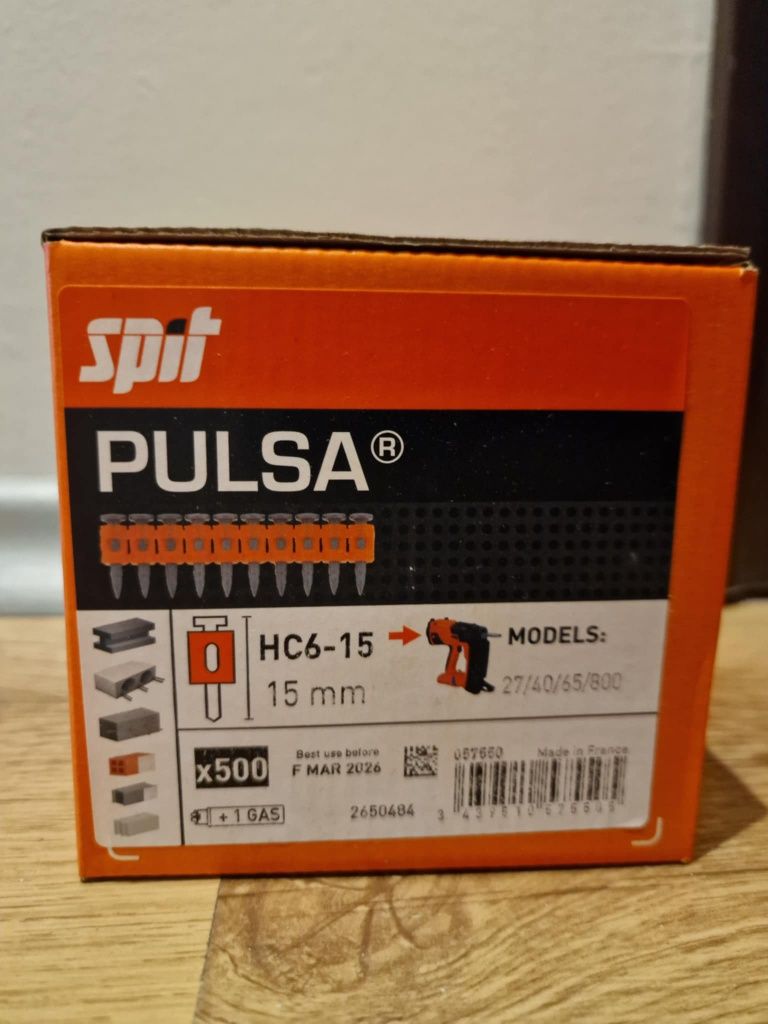 spit
PULSA®
HC6-15
15 mm
MODELS:
27/40/65/800
x500
Best use before
F MAR 2026
+ 1 GAS
2650484
057550 Made in France